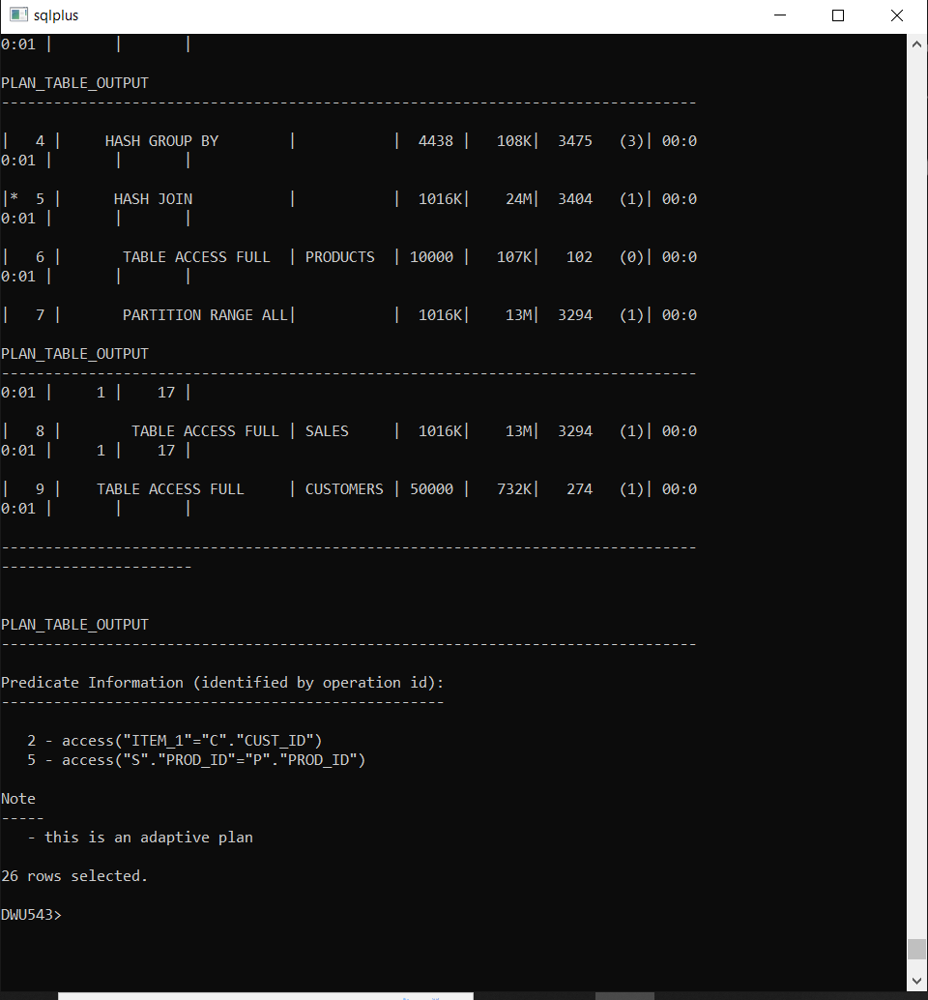 sqlplus
0:01 |       |       |
PLAN_TABLE_OUTPUT
--------------------------------------------------------------------------------
|   4 |     HASH GROUP BY        |           |  4438 |   108K|  3475   (3)| 00:0
0:01 |       |       |
|*  5 |      HASH JOIN           |           |  1016K|    24M|  3404   (1)| 00:0
0:01 |       |       |
|   6 |       TABLE ACCESS FULL  | PRODUCTS  | 10000 |   107K|   102   (0)| 00:0
0:01 |       |       |
|   7 |       PARTITION RANGE ALL|           |  1016K|    13M|  3294   (1)| 00:0
PLAN_TABLE_OUTPUT
--------------------------------------------------------------------------------
0:01 |     1 |    17 |
|   8 |        TABLE ACCESS FULL | SALES     |  1016K|    13M|  3294   (1)| 00:0
0:01 |     1 |    17 |
|   9 |    TABLE ACCESS FULL     | CUSTOMERS | 50000 |   732K|   274   (1)| 00:0
0:01 |       |       |
--------------------------------------------------------------------------------
----------------------
PLAN_TABLE_OUTPUT
--------------------------------------------------------------------------------
Predicate Information (identified by operation id):
---------------------------------------------------
   2 - access("ITEM_1"="C"."CUST_ID")
   5 - access("S"."PROD_ID"="P"."PROD_ID")
Note
-----
   - this is an adaptive plan
26 rows selected.
DWU543>